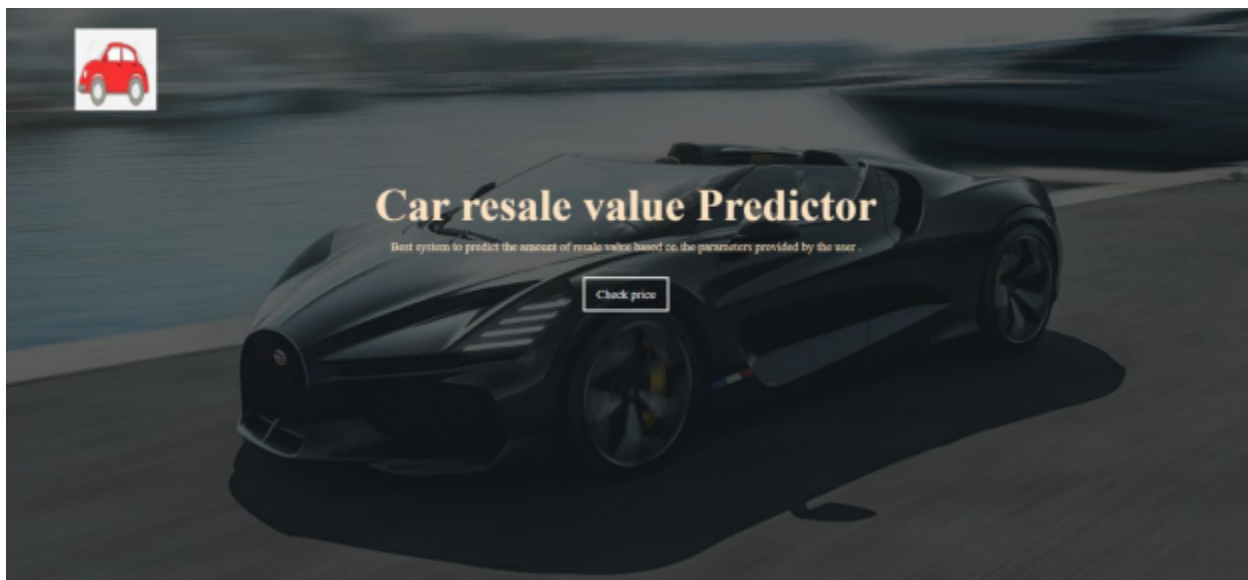 Car resale value Predictor
Best system to predict the amount of resale value based on the parameters provided by the user .
Check price